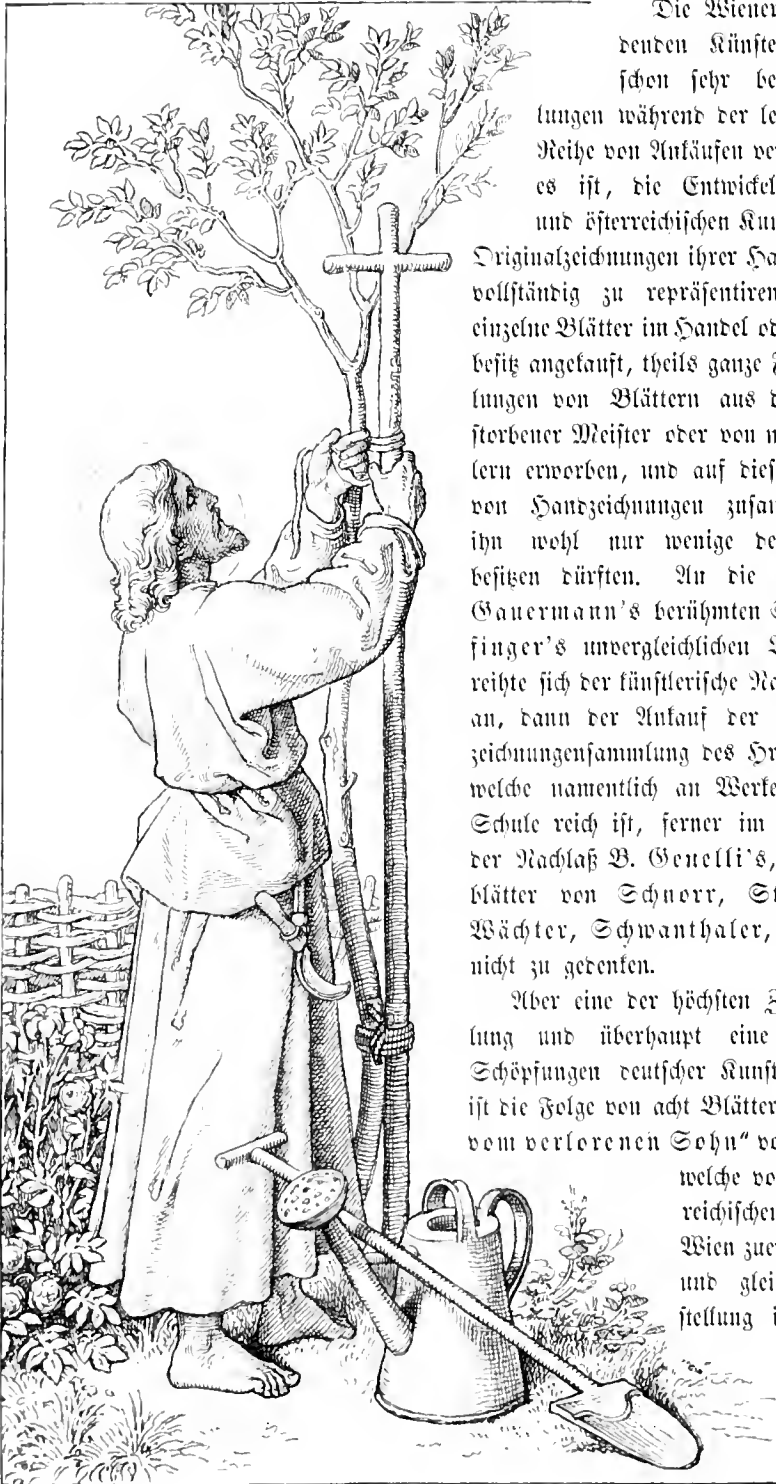 Die Wiener
denden Künste
schon sehr be
lungen während der le
Reihe von Ankäufen ve
es ist, die Entwickel
und österreichischen Kun
Originalzeichnungen ihrer Ha
vollständig zu repräsentiren
einzelne Blätter im Handel od
besitz angekauft, theils ganze
lungen von Blättern aus d
storbener Meister oder von n
lern erworben, und auf dies
von Handzeichnungen zusa
ihn wohl nur wenige de
besitzen dürften. An die
Gauermann's berühmten
finger's unvergleichlichen
reihte sich der künstlerische Na
an, dann der Ankauf der
zeichnungensammlung des Hr
welche namentlich an Werke
Schule reich ist, ferner im
der Nachlaß B. Genelli's,
blätter von Schnorr, St
Wächter, Schwanthaler,
nicht zu gedenken.
Aber eine der höchsten
lung und überhaupt eine
Schöpfungen deutscher Kunst
ist die Folge von acht Blätter
vom verlorenen Sohn“ vo
welche vo
reichischen
Wien zue
und glei
stellung i